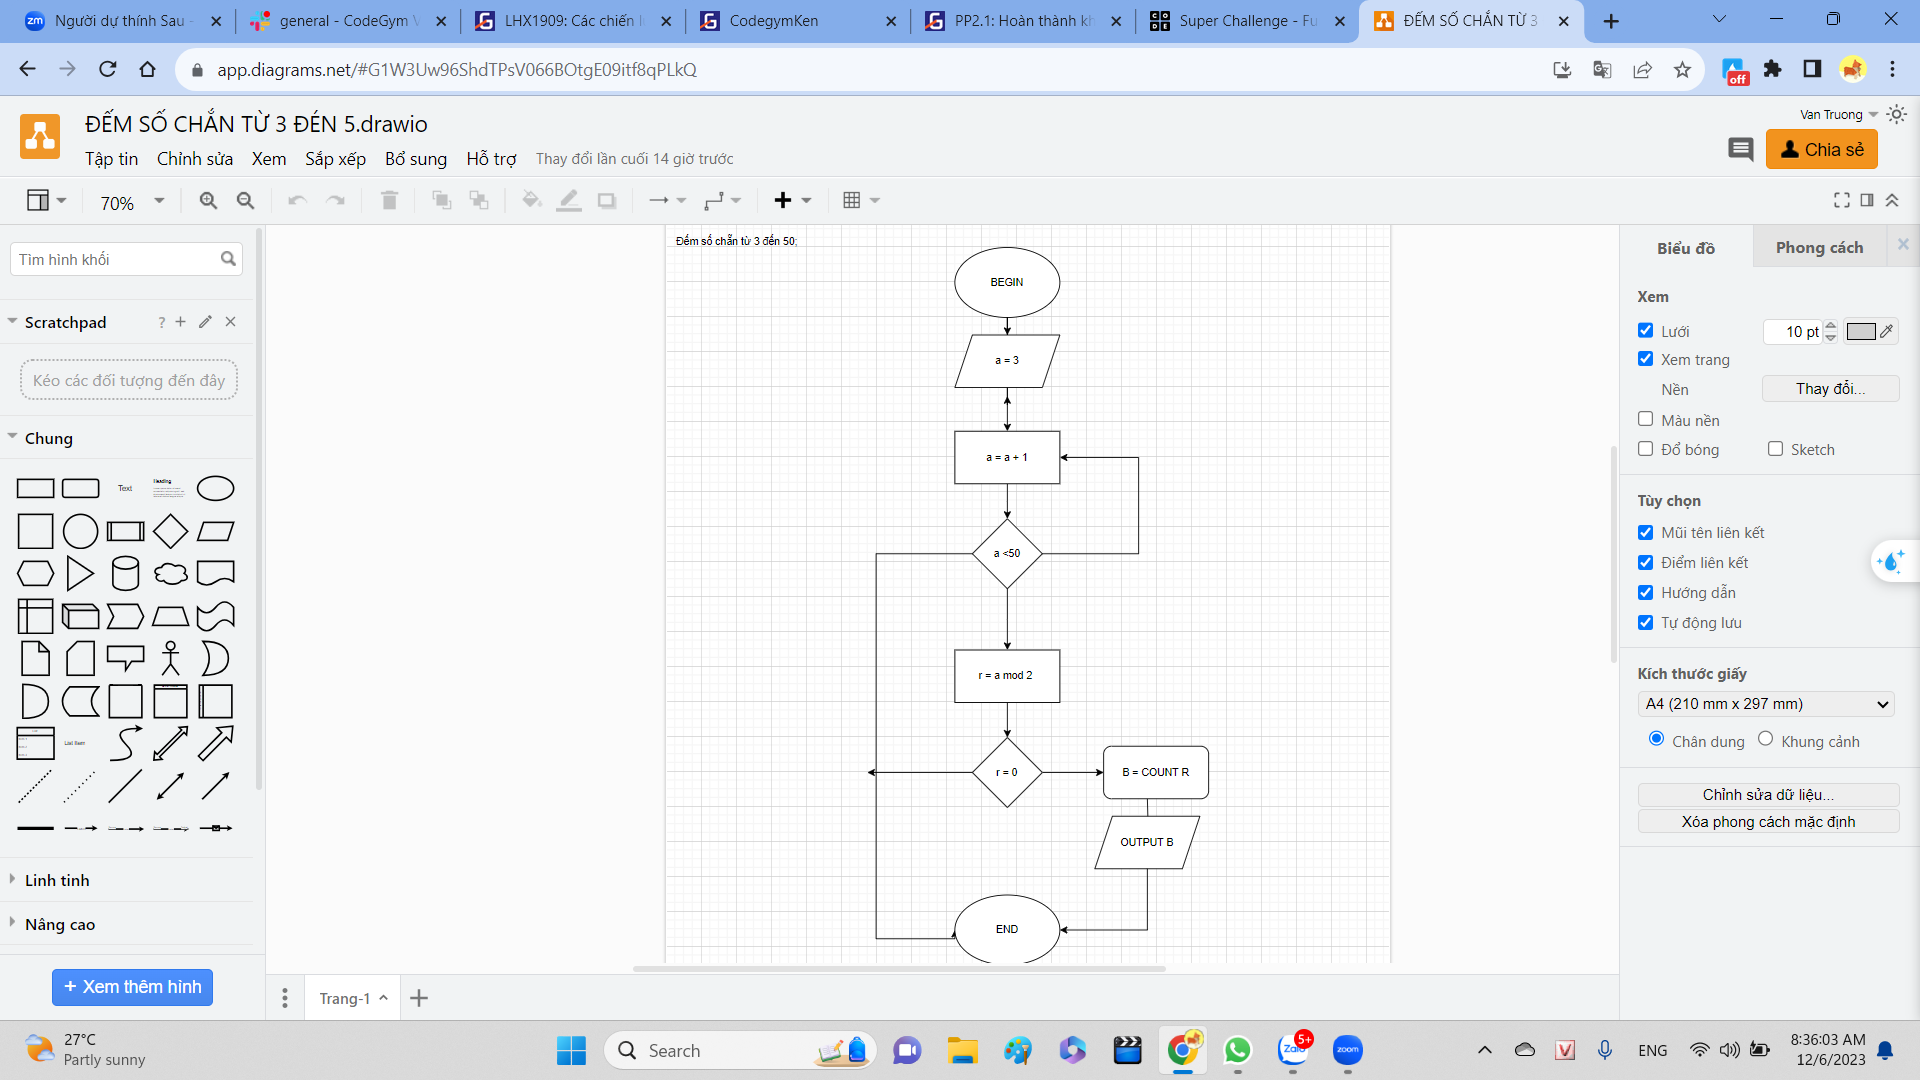 Người dự thính Sau -
general - CodeGym V
LHX1909: Các chiến l
CodegymKen
PP2.1: Hoàn thành kh
Super Challenge - Fu
ĐẾM SỐ CHẮN TỪ 3
app.diagrams.net/#G1W3Uw96ShdTPsV066BOtgE09itf8qPLkQ
off
ĐẾM SỐ CHẮN TỪ 3 ĐẾN 5.drawio
Van Truong
Tập tin Chỉnh sửa Xem Sắp xếp Bổ sung Hỗ trợ Thay đổi lần cuối 14 giờ trước
Chia sẻ
70%
Tìm hình khối
Scratchpad
?
Kéo các đối tượng đến đây
Chung
Text
Heading
List Item
Linh tinh
Nâng cao
+ Xem thêm hình
Đếm số chẵn từ 3 đến 50;
BEGIN
a = 3
a = a + 1
a <50
r = a mod 2
r = 0
B = COUNT R
OUTPUT B
END
Trang-1
Biểu đồ
Phong cách
Xem
Lưới
10 pt
Xem trang
Nền
Thay đổi...
Màu nền
Đổ bóng
Sketch
Tùy chọn
Mũi tên liên kết
Điểm liên kết
Hướng dẫn
Tự động lưu
Kích thước giấy
A4 (210 mm x 297 mm)
Chân dung
Khung cảnh
Chỉnh sửa dữ liệu...
Xóa phong cách mặc định
27°C
Partly sunny
Search
Zalo
5+
zoom
ENG
8:36:03 AM
12/6/2023